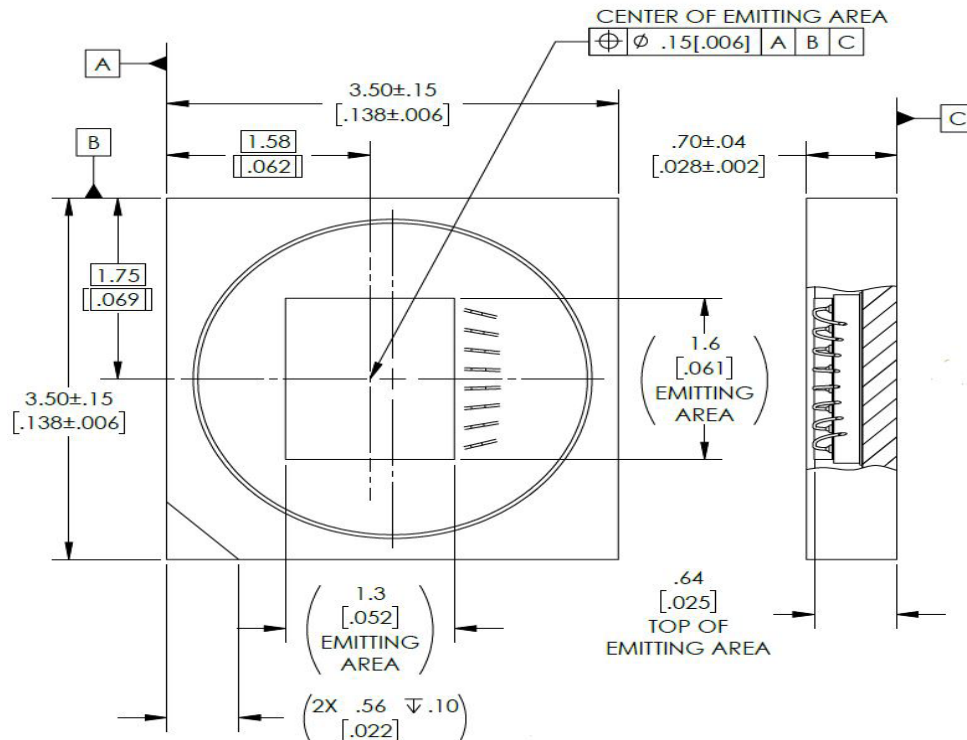 CENTER OF EMITTING AREA
⌖ Ø .15[.006] A B C
A
3.50±.15
[.138±.006]
B
1.58
[.062]
.70±.04
[.028±.002]
C
1.75
[.069]
3.50±.15
[.138±.006]
1.6
[.061]
EMITTING
AREA
1.3
[.052]
EMITTING
AREA
.64
[.025]
TOP OF
EMITTING AREA
2X .56 ↧ .10
[.022]